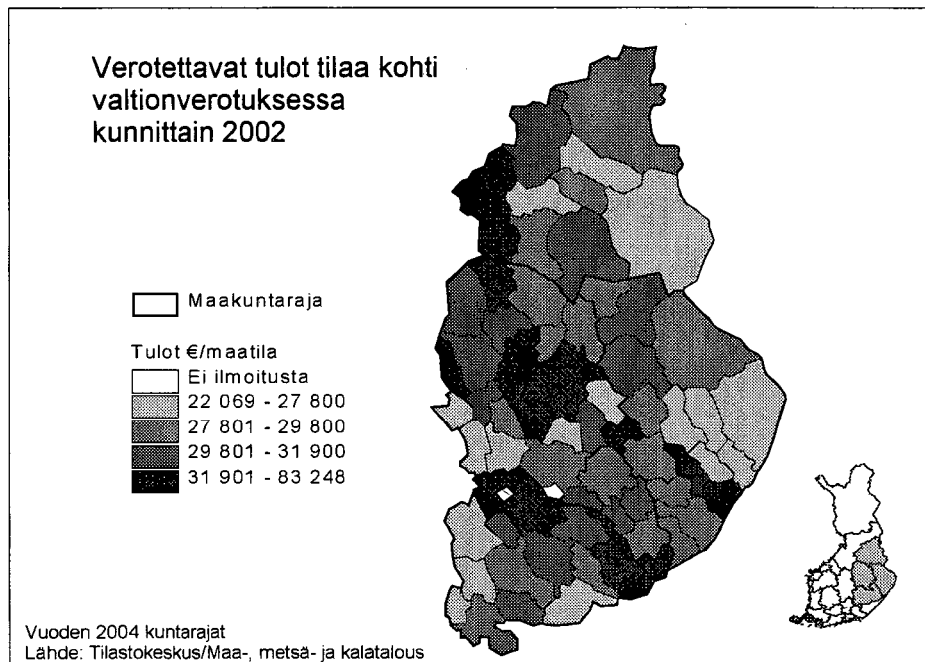 Verotettavat tulot tilaa kohti
valtionverotuksessa
kunnittain 2002
Maakuntaraja
Tulot €/maatila
Ei ilmoitusta
22 069 - 27 800
27 801 - 29 800
29 801 - 31 900
31 901 - 83 248
Vuoden 2004 kuntarajat
Lähde: Tilastokeskus/Maa-, metsä- ja kalatalous